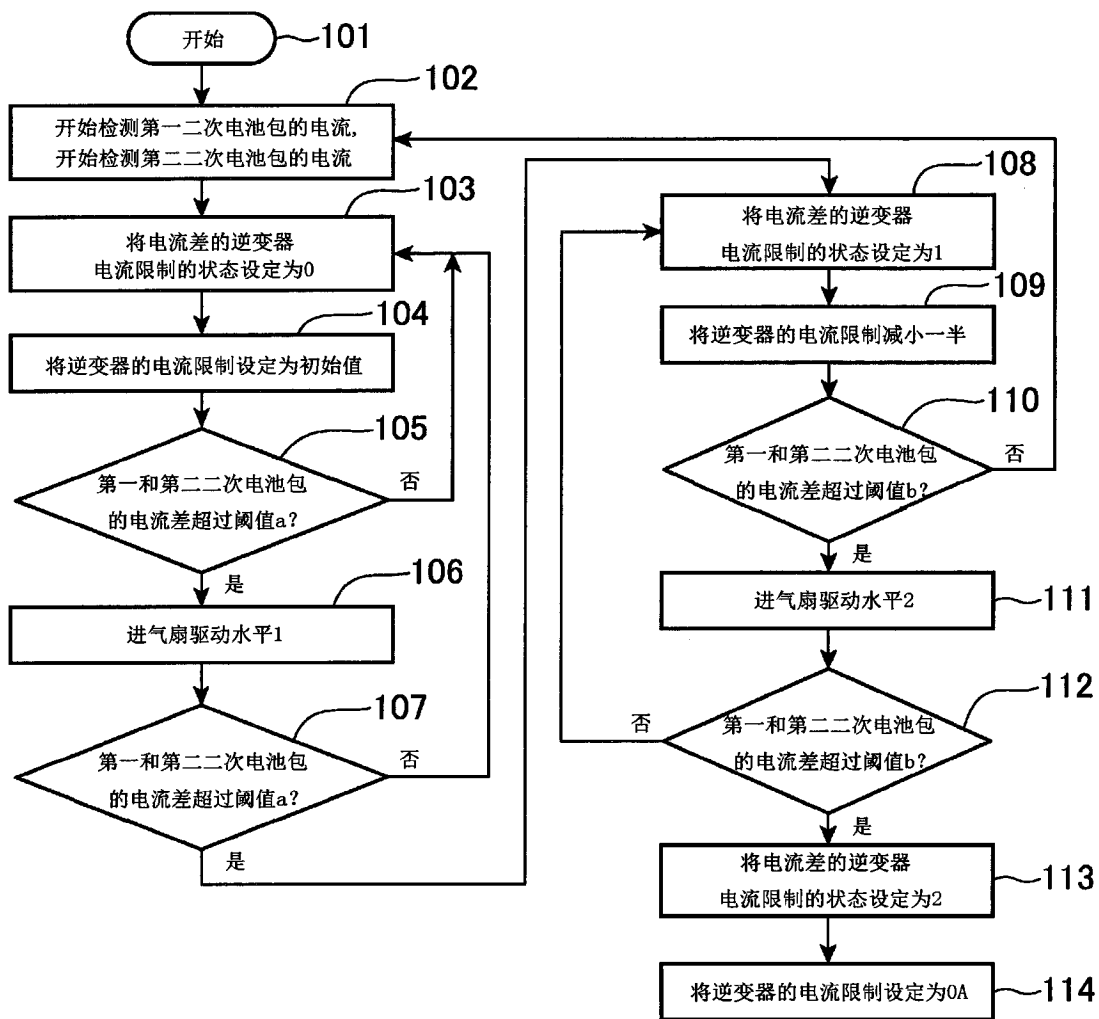 开始
101
102
开始检测第一二次电池包的电流,
开始检测第二二次电池包的电流
103
将电流差的逆变器
电流限制的状态设定为0
104
将逆变器的电流限制设定为初始值
105
第一和第二二次电池包
的电流差超过阈值a?
否
是
106
进气扇驱动水平1
107
第一和第二二次电池包
的电流差超过阈值a?
否
是
108
将电流差的逆变器
电流限制的状态设定为1
109
将逆变器的电流限制减小一半
110
第一和第二二次电池包
的电流差超过阈值b?
否
是
进气扇驱动水平2
111
112
第一和第二二次电池包
的电流差超过阈值b?
否
是
将电流差的逆变器
电流限制的状态设定为2
113
将逆变器的电流限制设定为0A
114